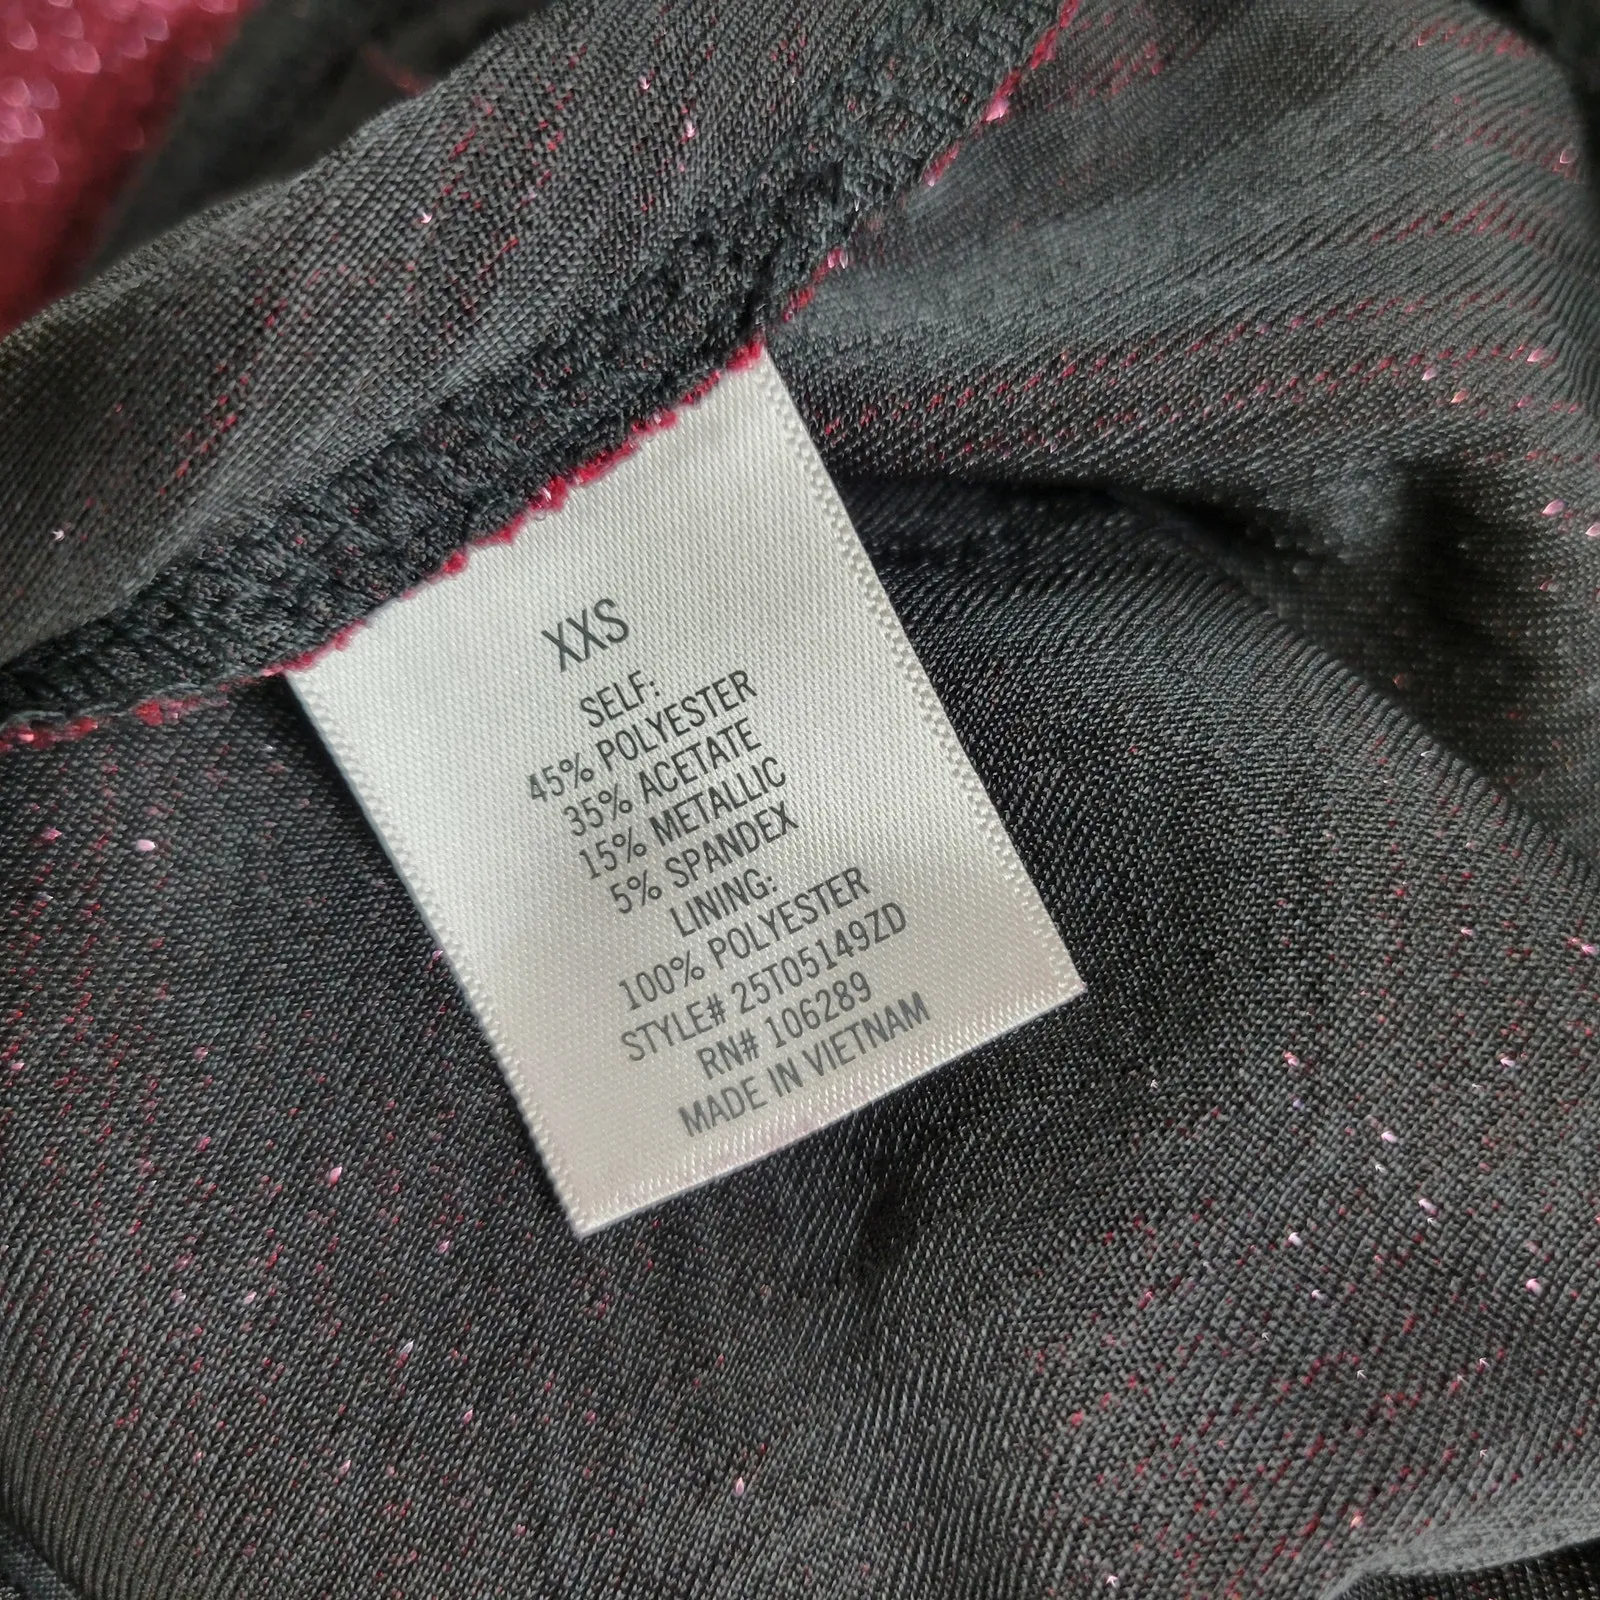 XXS
SELF:
45% POLYESTER
35% ACETATE
15% METALLIC
5% SPANDEX
LINING:
100% POLYESTER
STYLE# 25T05149ZD
RN# 106289
MADE IN VIETNAM